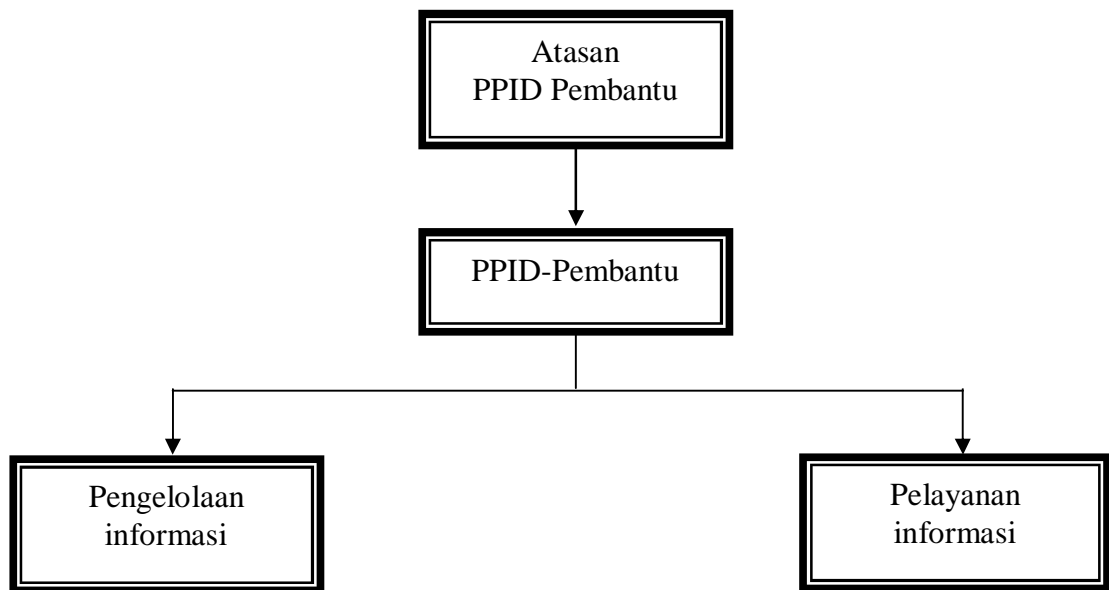 Atasan
PPID Pembantu
PPID-Pembantu
Pengelolaan
informasi
Pelayanan
informasi